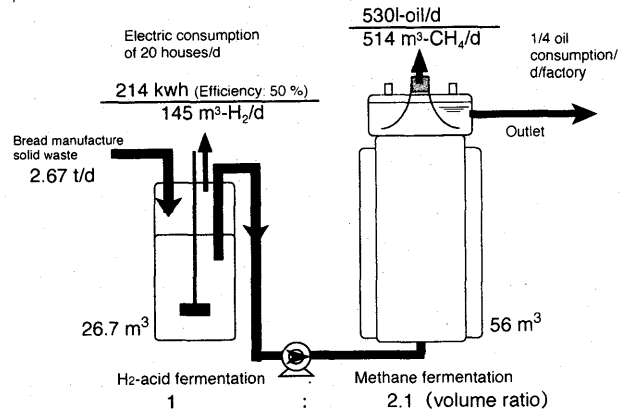 Electric consumption
of 20 houses/d
214 kwh (Efficiency: 50 %)
145 m³-H₂/d
530l-oil/d
514 m³-CH₄/d
1/4 oil
consumption/
d/factory
Outlet
Bread manufacture
solid waste
2.67 t/d
26.7 m³
56 m³
H₂-acid fermentation : Methane fermentation
1 : 2.1 (volume ratio)